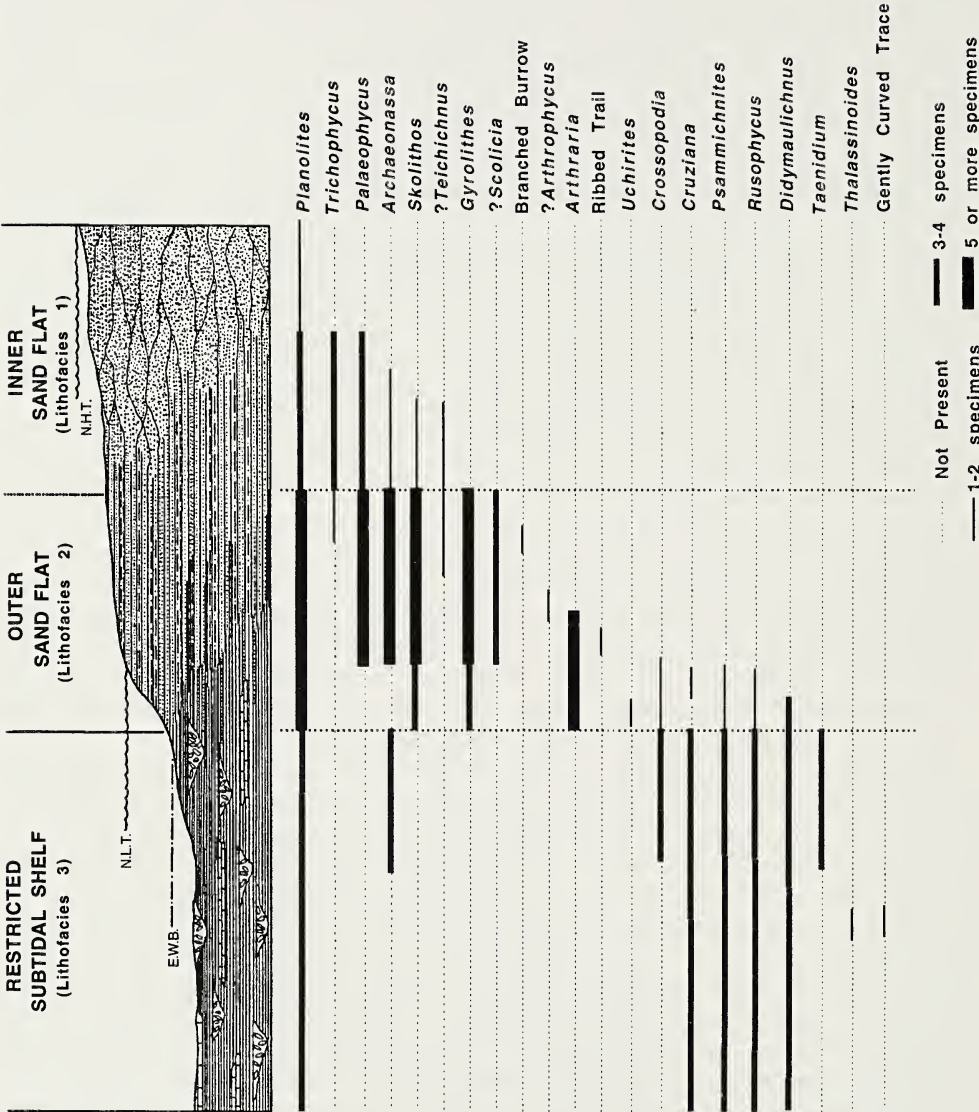 RESTRICTED
SUBTIDAL SHELF
(Lithofacies 3)
OUTER
SAND FLAT
(Lithofacies 2)
INNER
SAND FLAT
(Lithofacies 1)
N.H.T.
N.L.T.
E.W.B.
Planolites
Trichophycus
Palaeophycus
Archaeonassa
Skolithos
?Teichichnus
Gyrolithes
?Scolicia
Branched Burrow
?Arthrophycus
Arthraria
Ribbed Trail
Uchirites
Crossopodia
Cruziana
Psammichnites
Rusophycus
Didymaulichnus
Taenidium
Thalassinoides
Gently Curved Trace
Not Present
3-4 specimens
1-2 specimens
5 or more specimens